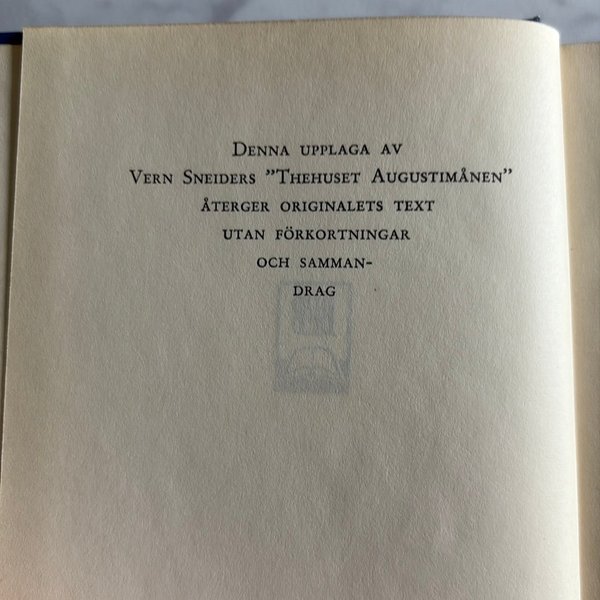 DENNA UPPLAGA AV
VERN SNEIDERS ”THEHUSET AUGUSTIMÅNEN”
ÅTERGER ORIGINALETS TEXT
UTAN FÖRKORTNINGAR
OCH SAMMAN-
DRAG